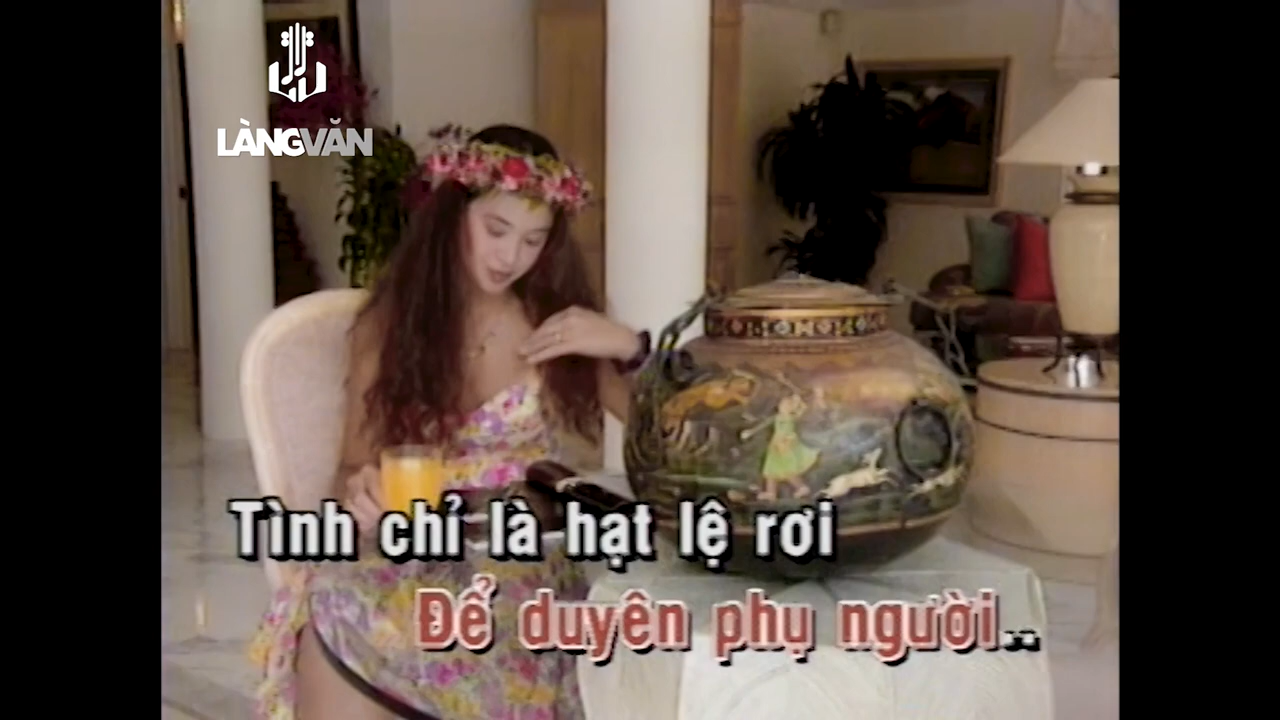 LÀNGVĂN
Tình chỉ là hạt lệ rơi
Để duyên phụ người..